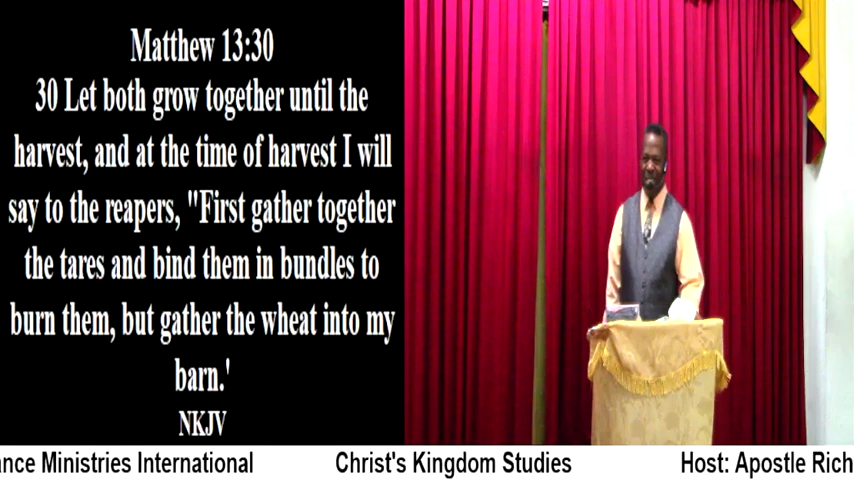 Matthew 13:30
30 Let both grow together until the
harvest, and at the time of harvest I will
say to the reapers, "First gather together
the tares and bind them in bundles to
burn them, but gather the wheat into my
barn.'
NKJV
Ministries International
Christ's Kingdom Studies
Host: Apostle